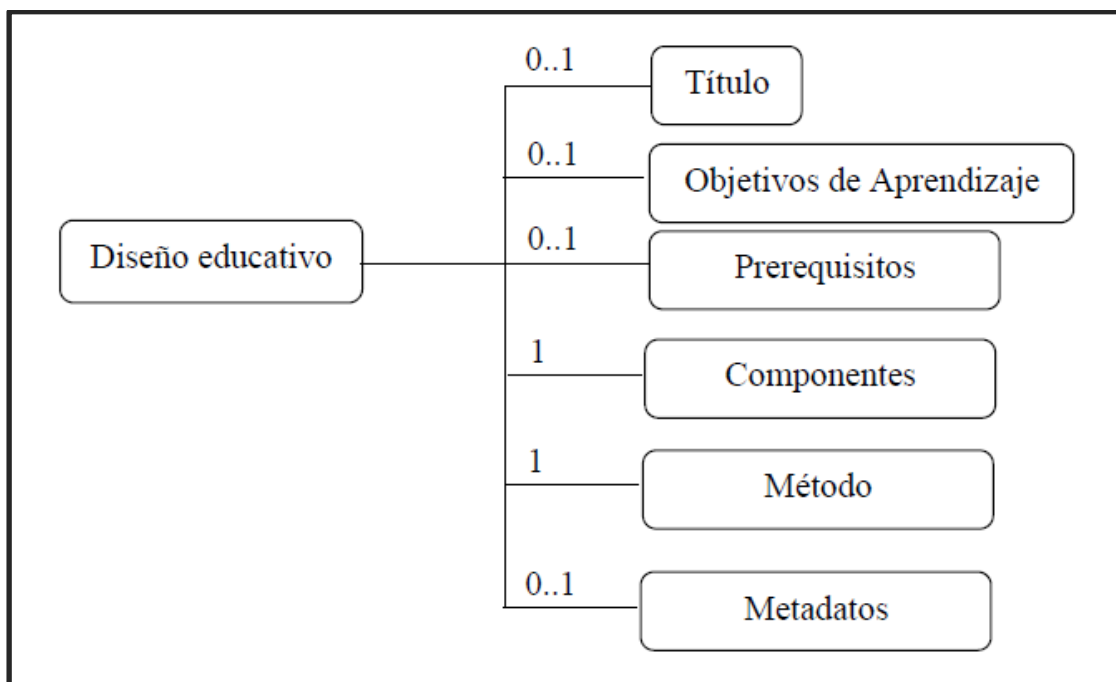 0..1
Título
0..1
Objetivos de Aprendizaje
0..1
Diseño educativo
Prerequisitos
1
Componentes
1
Método
0..1
Metadatos